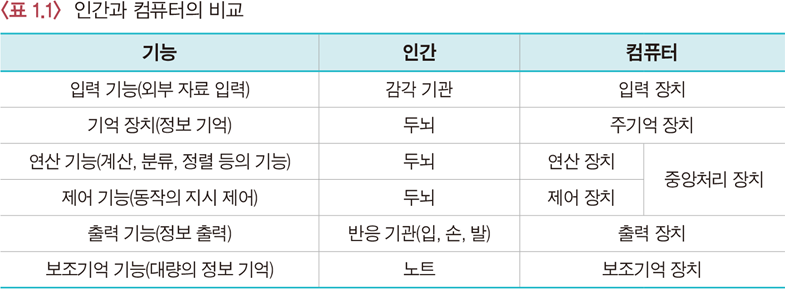 〈표 1.1〉 인간과 컴퓨터의 비교
기능 인간 컴퓨터
입력 기능(외부 자료 입력) 감각 기관 입력 장치
기억 장치(정보 기억) 두뇌 주기억 장치
연산 기능(계산, 분류, 정렬 등의 기능) 두뇌 연산 장치 중앙처리 장치
제어 기능(동작의 지시 제어) 두뇌 제어 장치
출력 기능(정보 출력) 반응 기관(입, 손, 발) 출력 장치
보조기억 기능(대량의 정보 기억) 노트 보조기억 장치